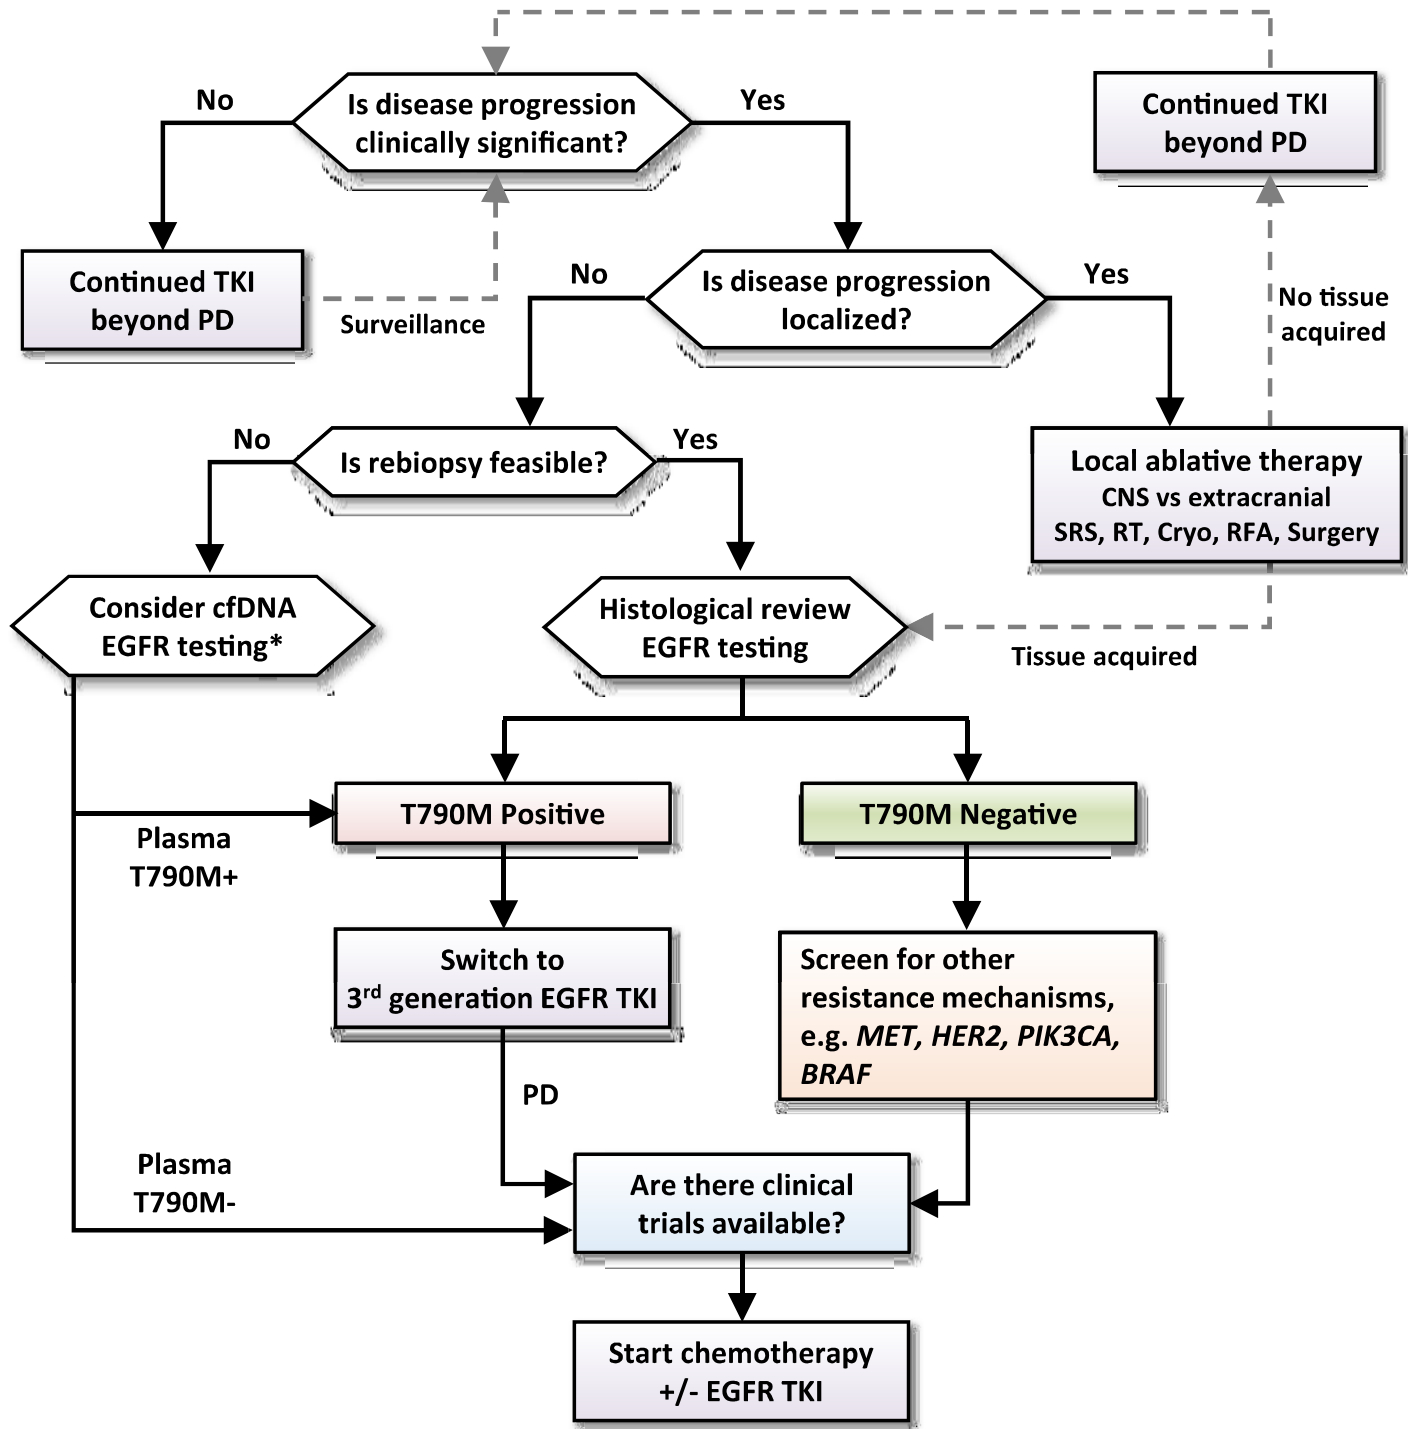 No
Is disease progression
clinically significant?
Yes
Continued TKI
beyond PD
Continued TKI
beyond PD
Surveillance
No
Is disease progression
localized?
Yes
No tissue
acquired
No
Is rebiopsy feasible?
Yes
Local ablative therapy
CNS vs extracranial
SRS, RT, Cryo, RFA, Surgery
Consider cfDNA
EGFR testing*
Histological review
EGFR testing
Tissue acquired
T790M Positive
T790M Negative
Plasma
T790M+
Switch to
3rd generation EGFR TKI
Screen for other
resistance mechanisms,
e.g. MET, HER2, PIK3CA,
BRAF
PD
Plasma
T790M-
Are there clinical
trials available?
Start chemotherapy
+/- EGFR TKI